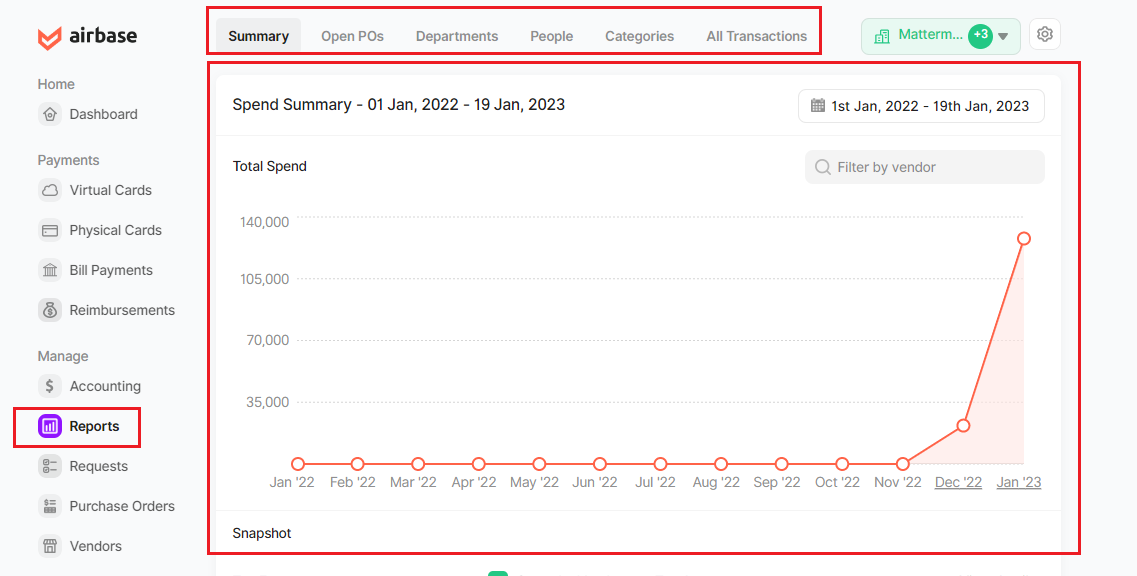 airbase
Summary Open POs Departments People Categories All Transactions
Matterm... +3
Home
Dashboard
Payments
Virtual Cards
Physical Cards
Bill Payments
Reimbursements
Manage
Accounting
Reports
Requests
Purchase Orders
Vendors
Spend Summary - 01 Jan, 2022 - 19 Jan, 2023
1st Jan, 2022 - 19th Jan, 2023
Total Spend
Filter by vendor
140,000
105,000
70,000
35,000
Jan '22 Feb '22 Mar '22 Apr '22 May '22 Jun '22 Jul '22 Aug '22 Sep '22 Oct '22 Nov '22 Dec '22 Jan '23
Snapshot